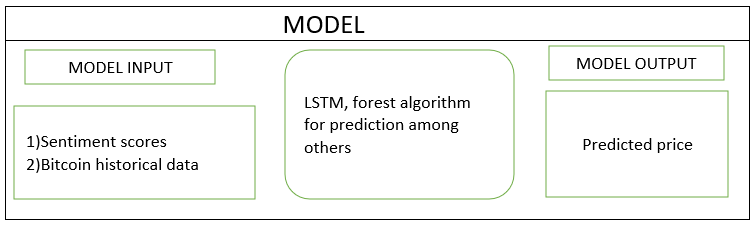 MODEL
MODEL INPUT
1)Sentiment scores
2)Bitcoin historical data
LSTM, forest algorithm
for prediction among
others
MODEL OUTPUT
Predicted price